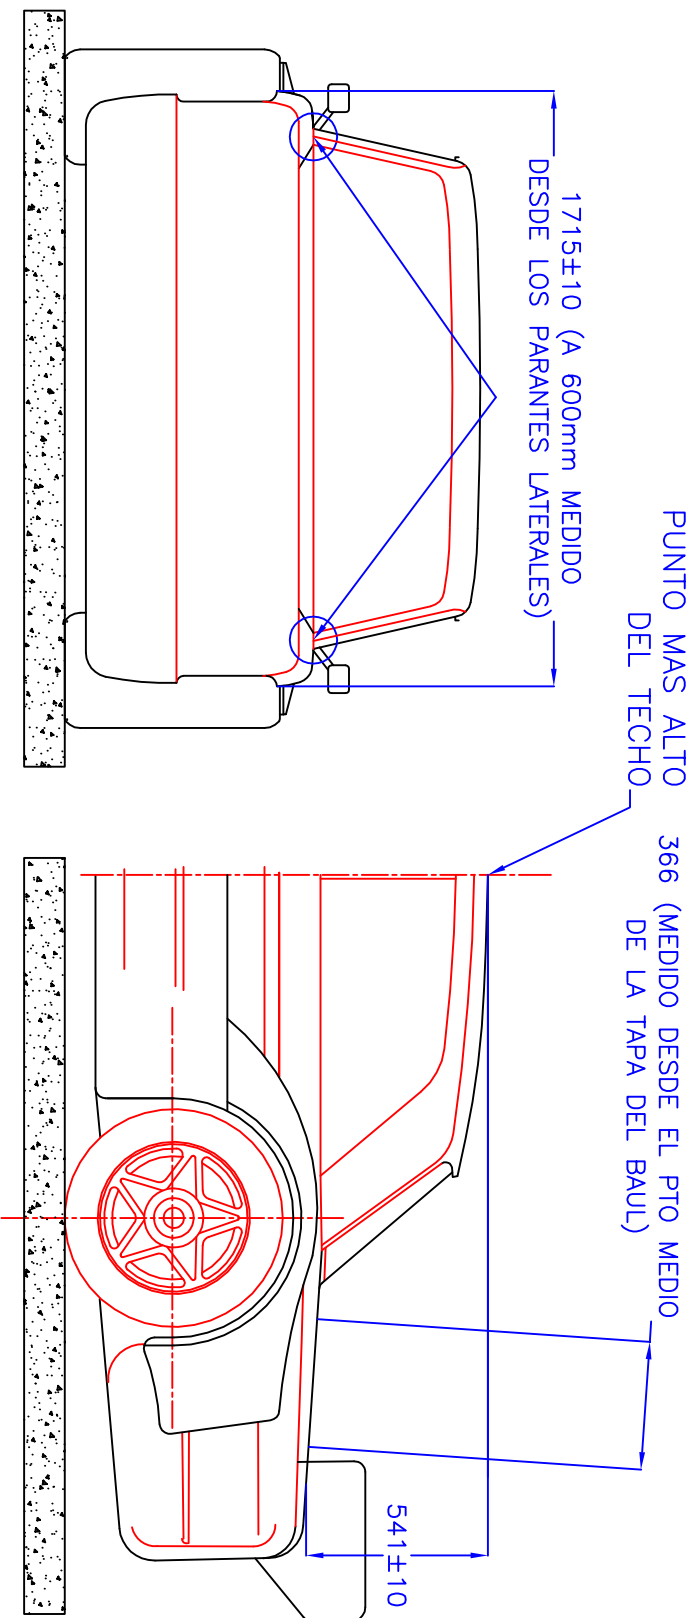 1715±10 (A 600mm MEDIDO
DESDE LOS PARANTES LATERALES)
PUNTO MAS ALTO
DEL TECHO
366 (MEDIDO DESDE EL PTO MEDIO
DE LA TAPA DEL BAUL)
541±10